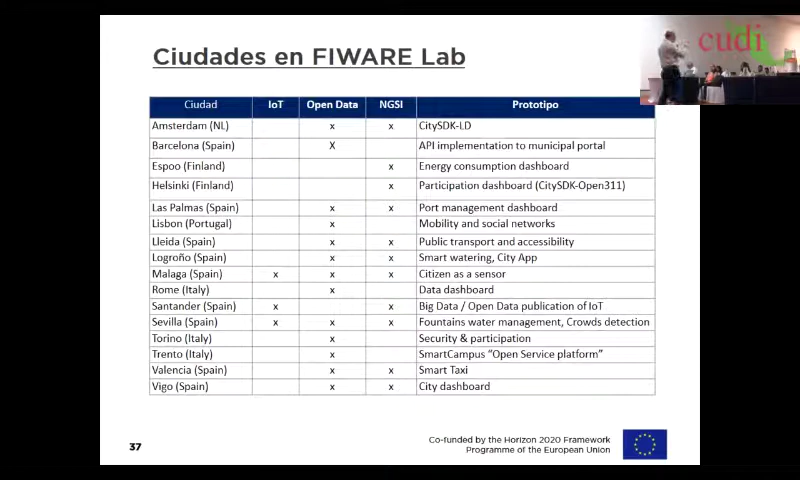 Ciudades en FIWARE Lab
cudi
Ciudad IoT Open Data NGSI Prototipo
Amsterdam (NL) x x CitySDK-LD
Barcelona (Spain) X API implementation to municipal portal
Espoo (Finland) x Energy consumption dashboard
Helsinki (Finland) x Participation dashboard (CitySDK-Open311)
Las Palmas (Spain) x x Port management dashboard
Lisbon (Portugal) x Mobility and social networks
Lleida (Spain) x x Public transport and accessibility
Logroño (Spain) x x Smart watering, City App
Malaga (Spain) x x x Citizen as a sensor
Rome (Italy) x Data dashboard
Santander (Spain) x x Big Data / Open Data publication of IoT
Sevilla (Spain) x x x Fountains water management, Crowds detection
Torino (Italy) x Security & participation
Trento (Italy) x SmartCampus “Open Service platform”
Valencia (Spain) x x Smart Taxi
Vigo (Spain) x x City dashboard
37
Co-funded by the Horizon 2020 Framework
Programme of the European Union